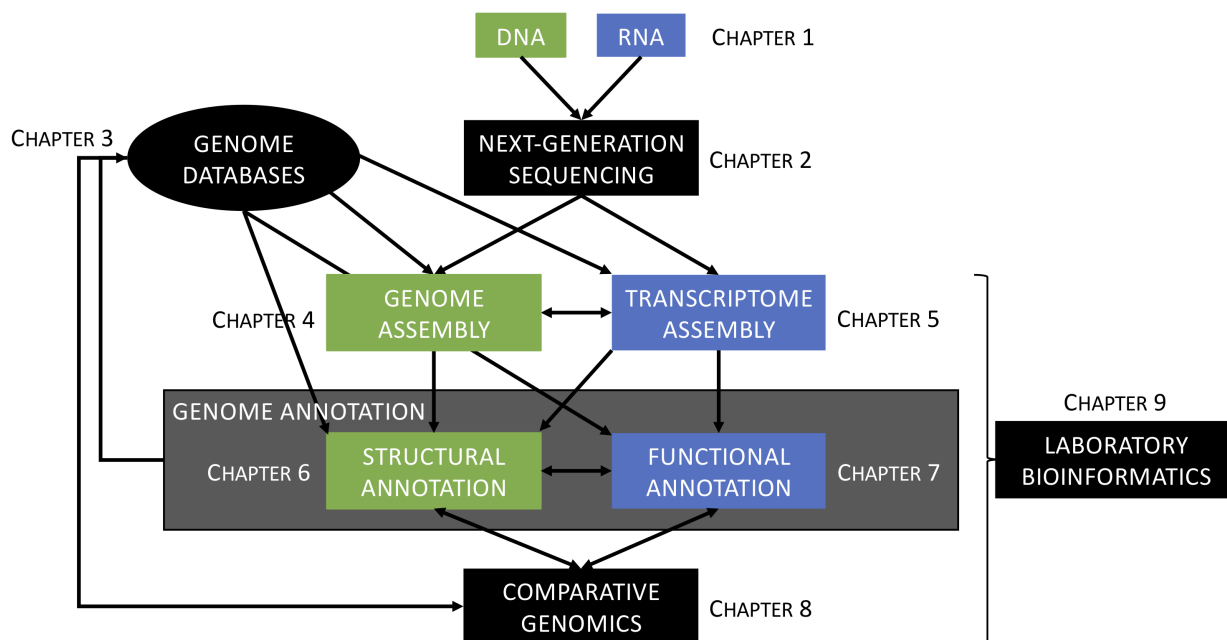 DNA
RNA
CHAPTER 1
CHAPTER 3
GENOME
DATABASES
NEXT-GENERATION
SEQUENCING
CHAPTER 2
GENOME
ASSEMBLY
CHAPTER 4
TRANSCRIPTOME
ASSEMBLY
CHAPTER 5
GENOME ANNOTATION
CHAPTER 6
STRUCTURAL
ANNOTATION
FUNCTIONAL
ANNOTATION
CHAPTER 7
CHAPTER 9
LABORATORY
BIOINFORMATICS
COMPARATIVE
GENOMICS
CHAPTER 8